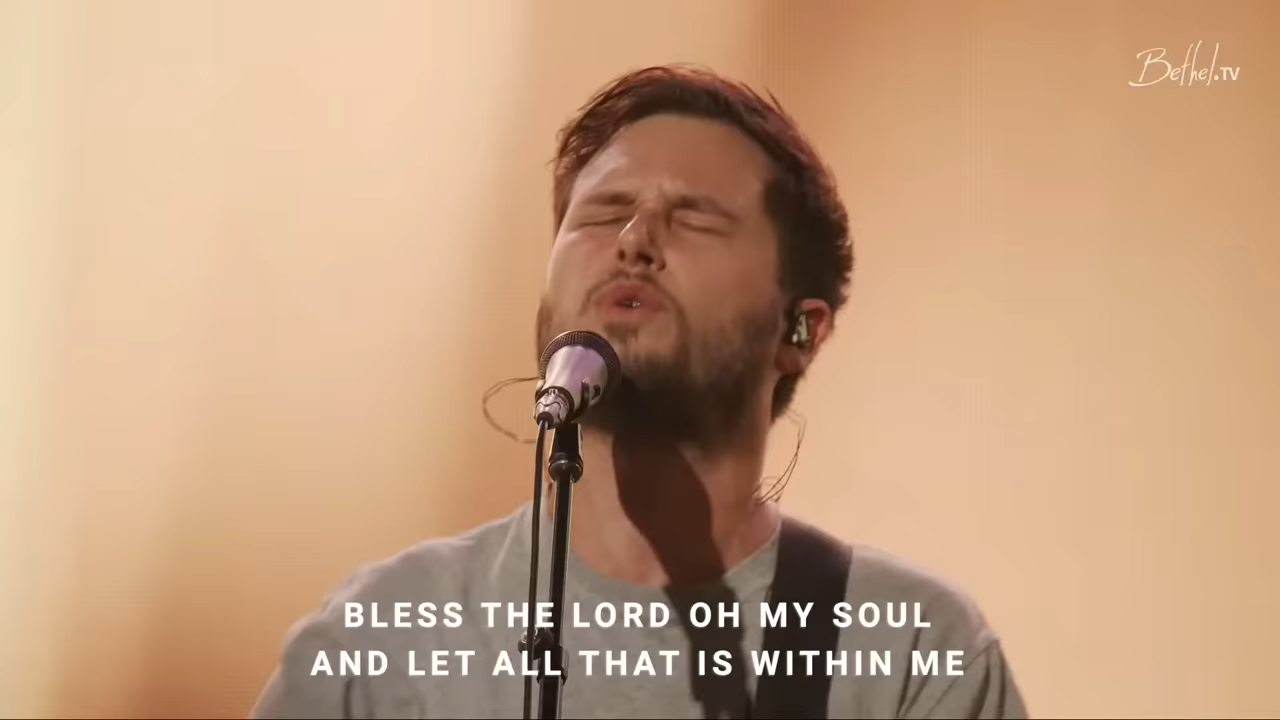 Bethel.TV
BLESS THE LORD OH MY SOUL
AND LET ALL THAT IS WITHIN ME